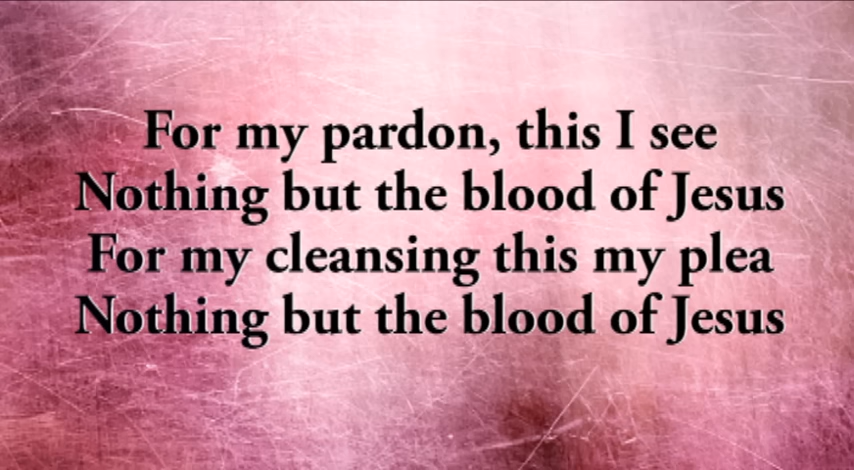 For my pardon, this I see
Nothing but the blood of Jesus
For my cleansing this my plea
Nothing but the blood of Jesus